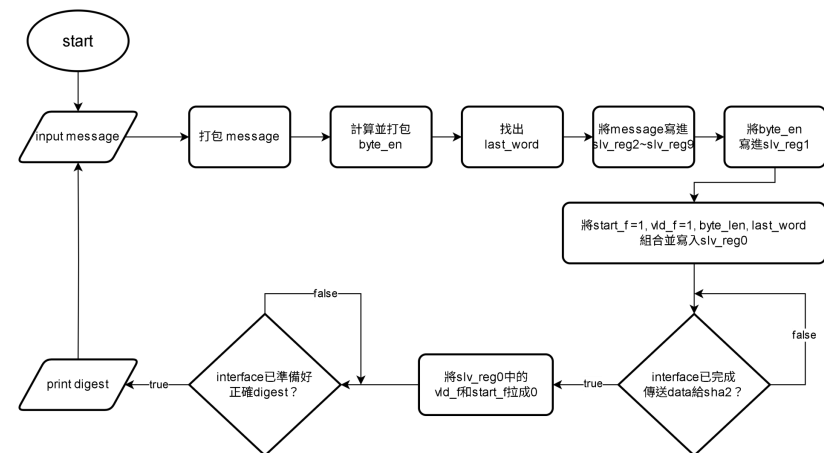 start
input message
打包 message
計算並打包
byte_en
找出
last_word
將message寫進
slv_reg2~slv_reg9
將byte_en
寫進slv_reg1
將start_f =1, vld_f =1, byte_len, last_word
組合並寫入slv_reg0
false
interface已完成
傳送data給sha2？
true
將slv_reg0中的
vld_f和start_f拉成0
false
interface已準備好
正確digest？
true
print digest